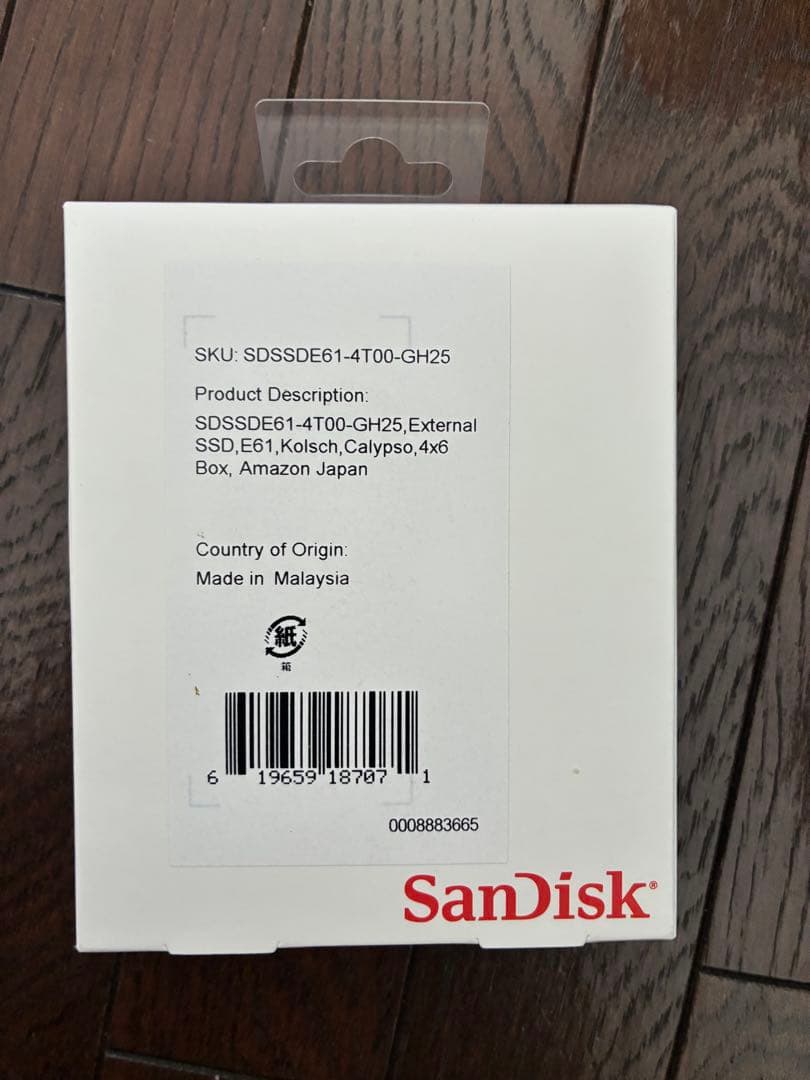 SKU: SDSSDE61-4T00-GH25
Product Description:
SDSSDE61-4T00-GH25,External
SSD,E61,Kolsch,Calypso,4x6
Box, Amazon Japan
Country of Origin:
Made in Malaysia
紙
箱
6 19659 18707 1
0008883665
SanDisk®